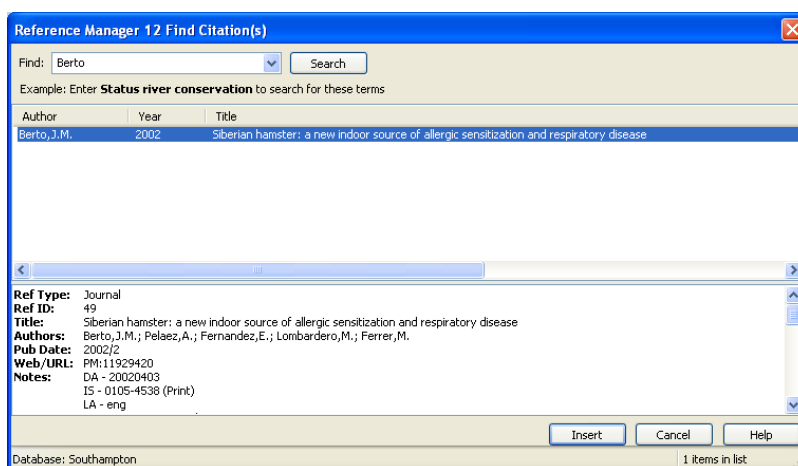 Reference Manager 12 Find Citation(s)
Find: Berto Search
Example: Enter Status river conservation to search for these terms
Author Year Title
Berto,J.M. 2002 Siberian hamster: a new indoor source of allergic sensitization and respiratory disease
Ref Type: Journal
Ref ID: 49
Title: Siberian hamster: a new indoor source of allergic sensitization and respiratory disease
Authors: Berto,J.M.; Pelaez,A.; Fernandez,E.; Lombardero,M.; Ferrer,M.
Pub Date: 2002/2
Web/URL: PM:11929420
Notes: DA - 20020403
IS - 0105-4538 (Print)
LA - eng
Insert Cancel Help
Database: Southampton 1 items in list